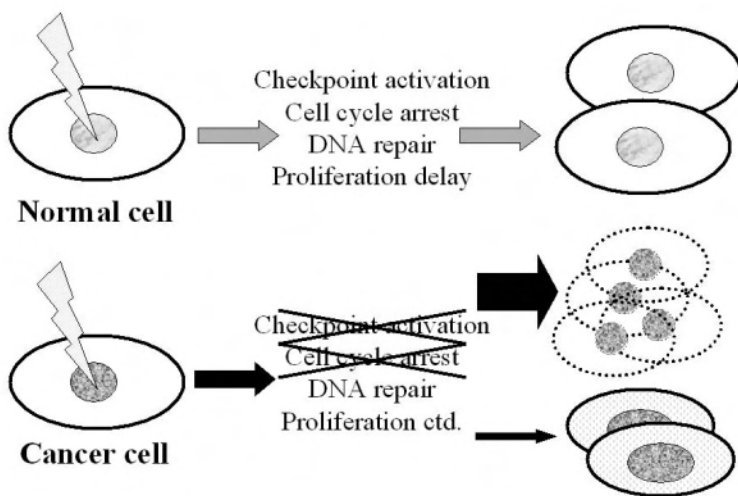 Checkpoint activation
Cell cycle arrest
DNA repair
Proliferation delay
Normal cell
Checkpoint activation
Cell cycle arrest
DNA repair
Proliferation ctd.
Cancer cell